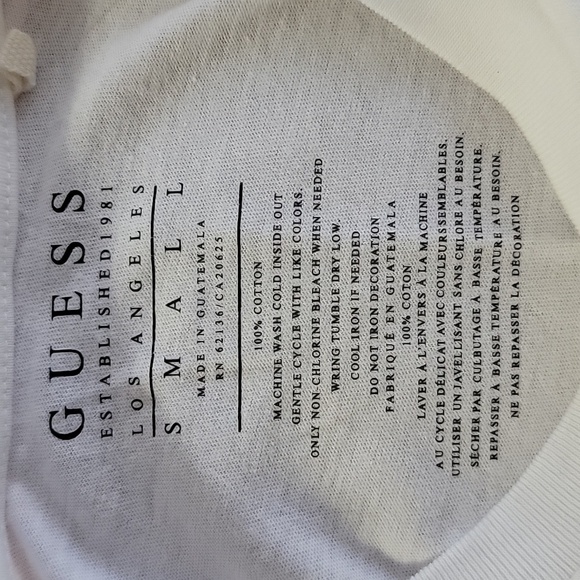 GUESS
ESTABLISHED1981
LOS ANGELES
SMALL
MADE IN GUATEMALA
RN 62136/CA20625
100% COTTON
MACHINE WASH COLD INSIDE OUT
GENTLE CYCLE WITH LIKE COLORS.
ONLY NON-CHLORINE BLEACH WHEN NEEDED
WRING TUMBLE DRY LOW.
COOL IRON IF NEEDED
DO NOT IRON DECORATION
FABRIQUÉ EN GUATEMALA
100% COTON
LAVER À L'ENVERS À LA MACHINE
AU CYCLE DÉLICAT AVEC COULEURS SEMBLABLES.
UTILISER UN JAVELLISANT SANS CHLORE AU BESOIN.
SÉCHER PAR CULBUTAGE À BASSE TEMPÉRATURE.
REPASSER À BASSE TEMPÉRATURE AU BESOIN.
NE PAS REPASSER LA DÉCORATION